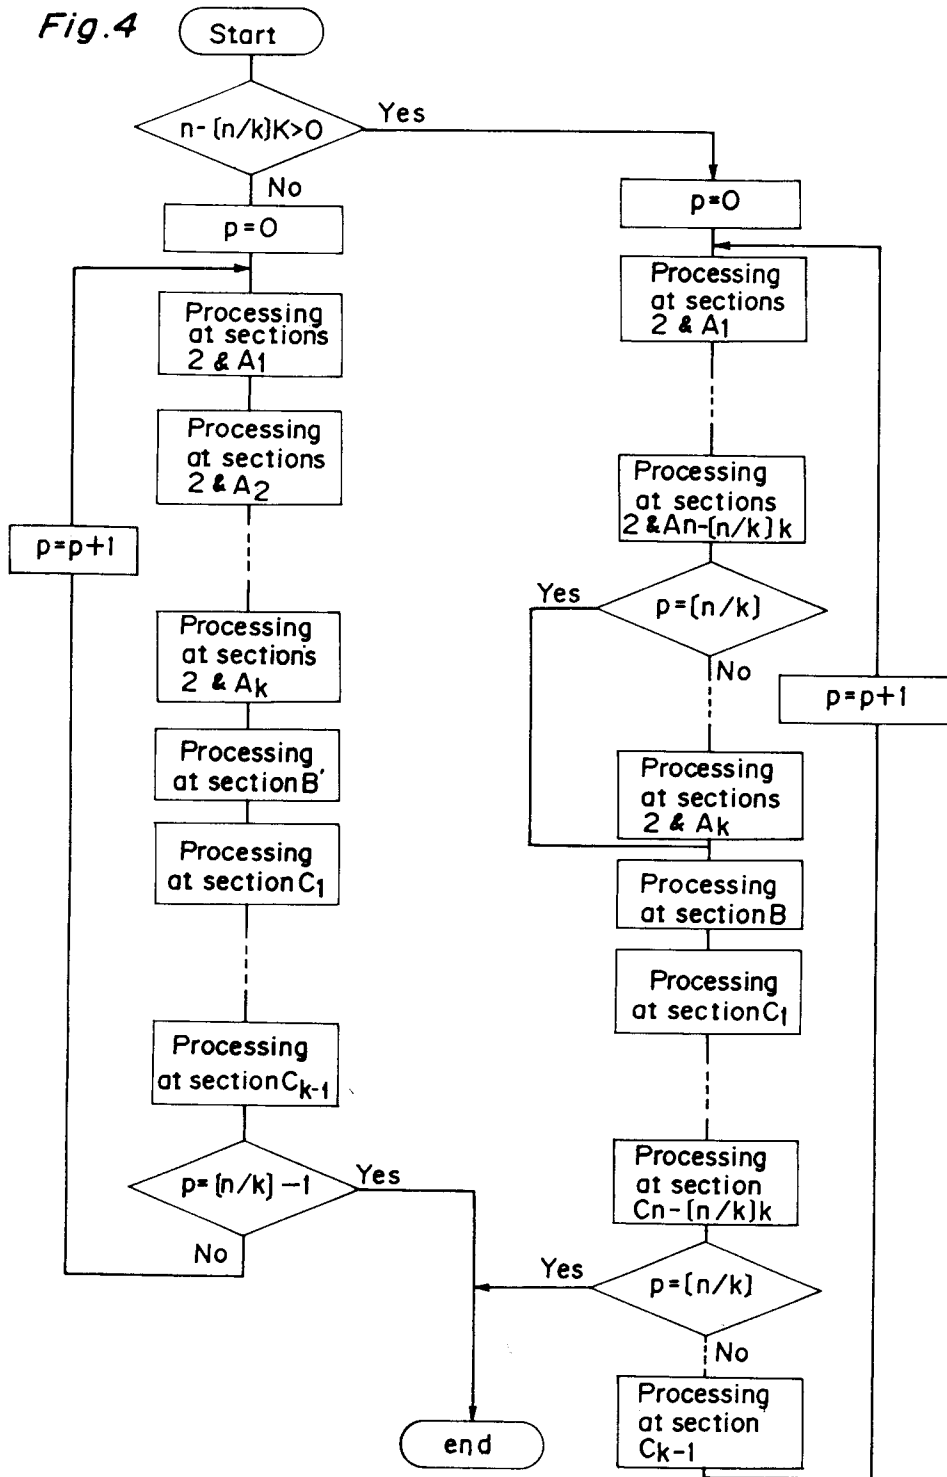 Fig.4
Start
n-[n/k]K>0
Yes
No
p=0
Processing
at sections
2 & A1
Processing
at sections
2 & A2
p=p+1
Processing
at sections
2 & Ak
Processing
at section B'
Processing
at section C1
Processing
at section Ck-1
p=[n/k]-1
Yes
No
p=0
Processing
at sections
2 & A1
Processing
at sections
2 & An-[n/k]k
p=[n/k]
Yes
No
p=p+1
Processing
at sections
2 & Ak
Processing
at section B
Processing
at section C1
Processing
at section
Cn-[n/k]k
p=[n/k]
Yes
No
Processing
at section
Ck-1
end